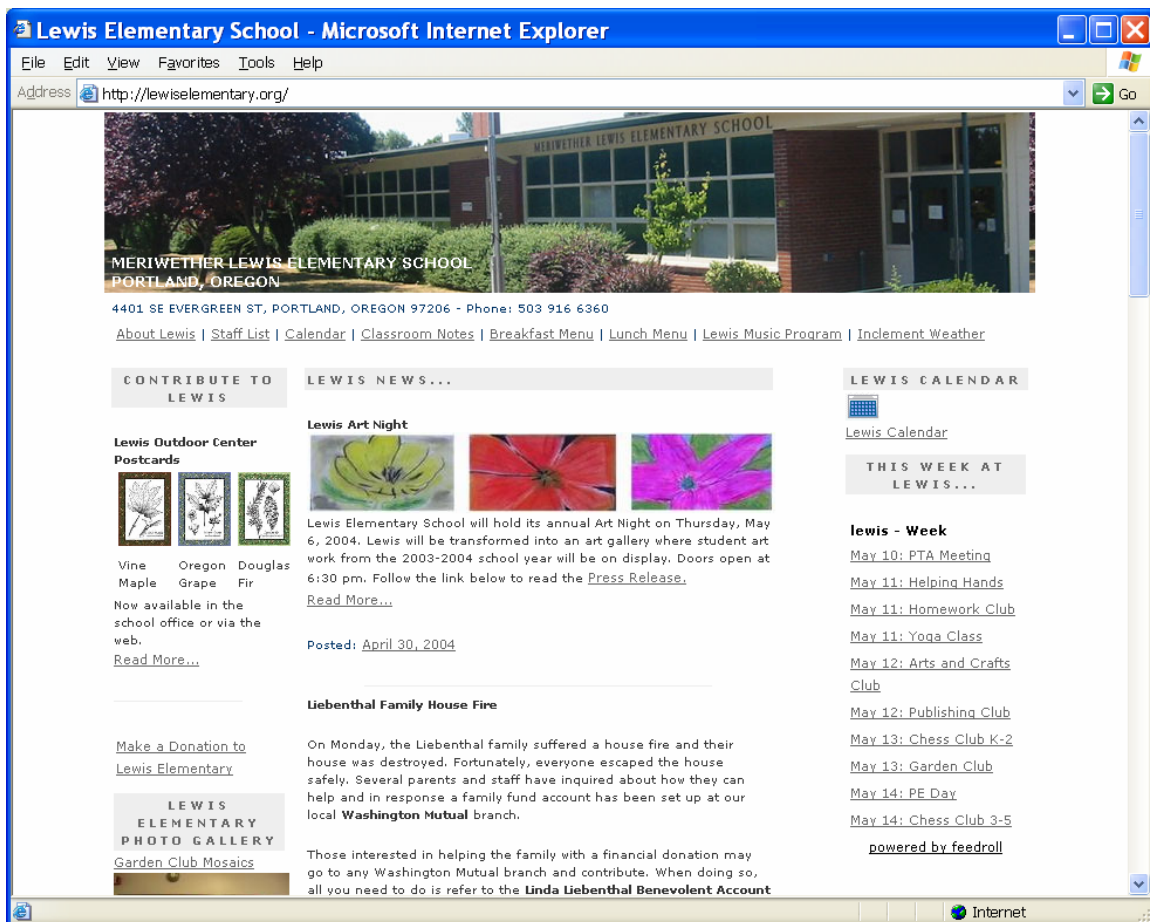 Lewis Elementary School - Microsoft Internet Explorer
File Edit View Favorites Tools Help
Address http://lewiselementary.org/ Go
MERIWETHER LEWIS ELEMENTARY SCHOOL
MERIWETHER LEWIS ELEMENTARY SCHOOL
PORTLAND, OREGON
4401 SE EVERGREEN ST, PORTLAND, OREGON 97206 - Phone: 503 916 6360
About Lewis | Staff List | Calendar | Classroom Notes | Breakfast Menu | Lunch Menu | Lewis Music Program | Inclement Weather
CONTRIBUTE TO
LEWIS
Lewis Outdoor Center
Postcards
Vine Oregon Douglas
Maple Grape Fir
Now available in the
school office or via the
web.
Read More...
Make a Donation to
Lewis Elementary
LEWIS
ELEMENTARY
PHOTO GALLERY
Garden Club Mosaics
LEWIS NEWS...
Lewis Art Night
Lewis Elementary School will hold its annual Art Night on Thursday, May
6, 2004. Lewis will be transformed into an art gallery where student art
work from the 2003-2004 school year will be on display. Doors open at
6:30 pm. Follow the link below to read the Press Release.
Read More...
Posted: April 30, 2004
Liebenthal Family House Fire
On Monday, the Liebenthal family suffered a house fire and their
house was destroyed. Fortunately, everyone escaped the house
safely. Several parents and staff have inquired about how they can
help and in response a family fund account has been set up at our
local Washington Mutual branch.
Those interested in helping the family with a financial donation may
go to any Washington Mutual branch and contribute. When doing so,
all you need to do is refer to the Linda Liebenthal Benevolent Account
LEWIS CALENDAR
Lewis Calendar
THIS WEEK AT
LEWIS...
lewis - Week
May 10: PTA Meeting
May 11: Helping Hands
May 11: Homework Club
May 11: Yoga Class
May 12: Arts and Crafts
Club
May 12: Publishing Club
May 13: Chess Club K-2
May 13: Garden Club
May 14: PE Day
May 14: Chess Club 3-5
powered by feedroll
Internet